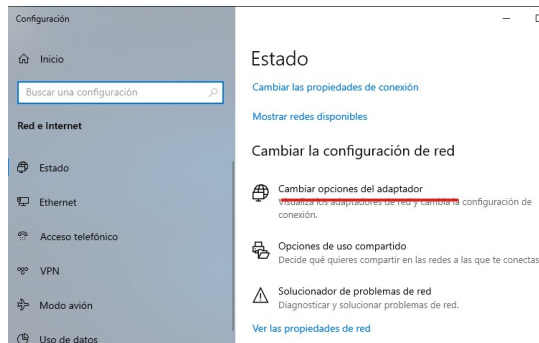 Configuración
Inicio
Buscar una configuración
Red e Internet
Estado
Ethernet
Acceso telefónico
VPN
Modo avión
Uso de datos
Estado
Cambiar las propiedades de conexión
Mostrar redes disponibles
Cambiar la configuración de red
Cambiar opciones del adaptador
Visualiza los adaptadores de red y cambia la configuración de
conexión.
Opciones de uso compartido
Decide qué quieres compartir en las redes a las que te conectas
Solucionador de problemas de red
Diagnosticar y solucionar problemas de red.
Ver las propiedades de red